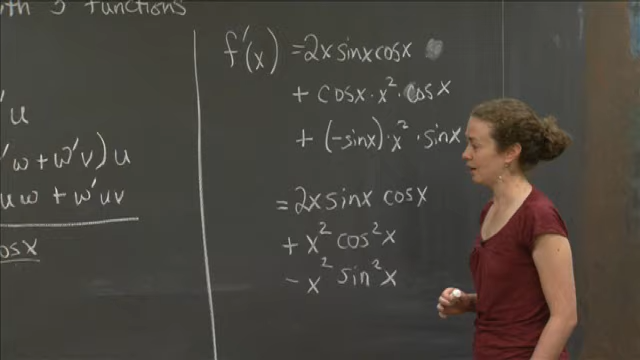 with 3 functions
'u
'w + w'v) u
uw + w'uv
osx
f'(x) = 2x sinx cosx
+ cosx · x² · cosx
+ (-sinx) · x² · sinx
= 2x sinx cosx
+ x² cos²x
- x² sin²x